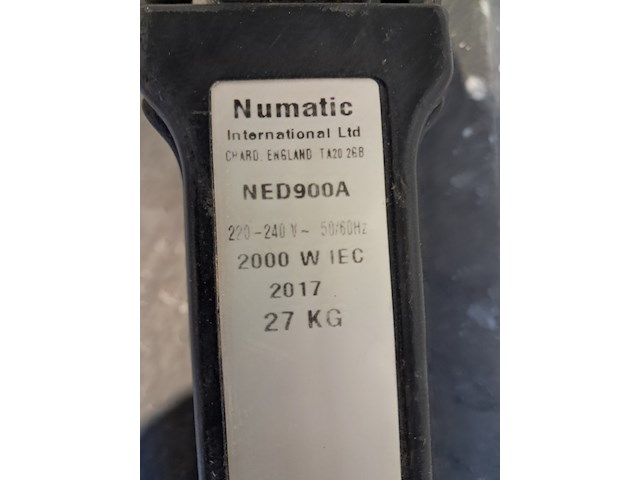 Numatic
International Ltd
CHARD, ENGLAND TA20 2GB
NED900A
220-240 V~ 50/60Hz
2000 W IEC
2017
27 KG